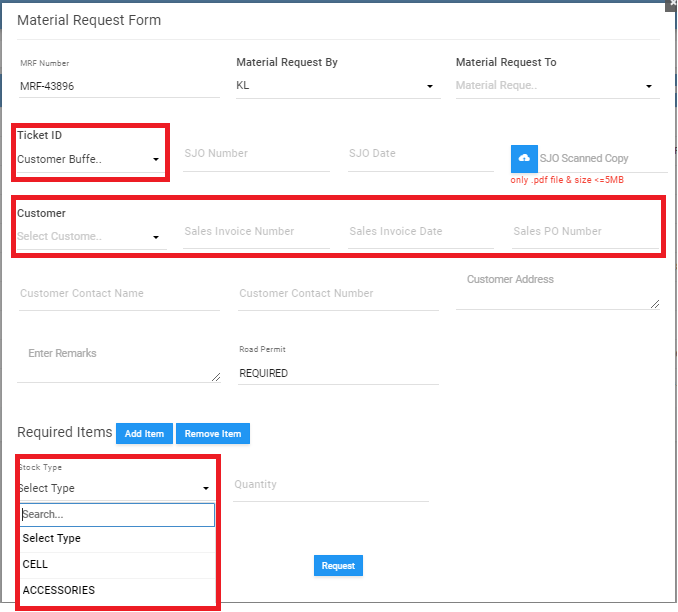 Material Request Form
MRF Number
Material Request By
Material Request To
MRF-43896
KL
Material Reque..
Ticket ID
Customer Buffe..
SJO Number
SJO Date
SJO Scanned Copy
only .pdf file & size <=5MB
Customer
Select Custome..
Sales Invoice Number
Sales Invoice Date
Sales PO Number
Customer Contact Name
Customer Contact Number
Customer Address
Enter Remarks
Road Permit
REQUIRED
Required Items
Add Item
Remove Item
Stock Type
Select Type
Quantity
Search...
Select Type
CELL
Request
ACCESSORIES